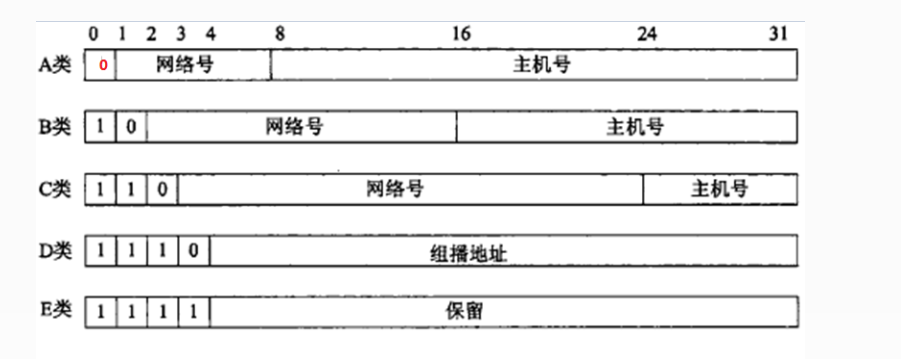 0 1 2 3 4 8 16 24 31
A类 0 网络号 主机号
B类 1 0 网络号 主机号
C类 1 1 0 网络号 主机号
D类 1 1 1 0 组播地址
E类 1 1 1 1 保留